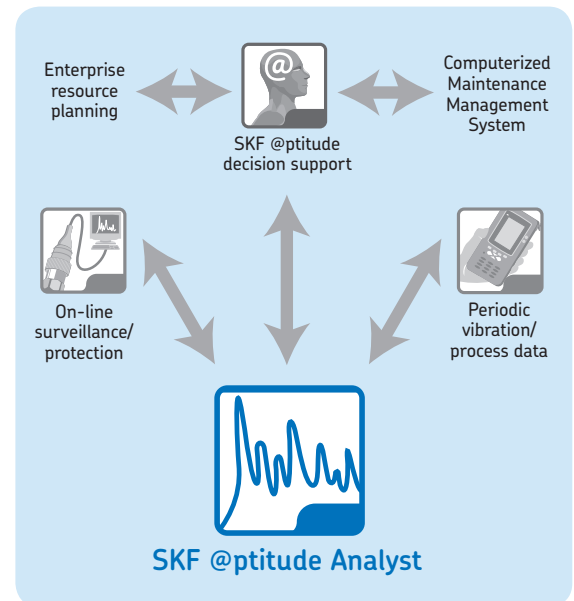 Enterprise
resource
planning
@
SKF @ptitude
decision support
Computerized
Maintenance
Management
System
On-line
surveillance/
protection
Periodic
vibration/
process data
SKF @ptitude Analyst